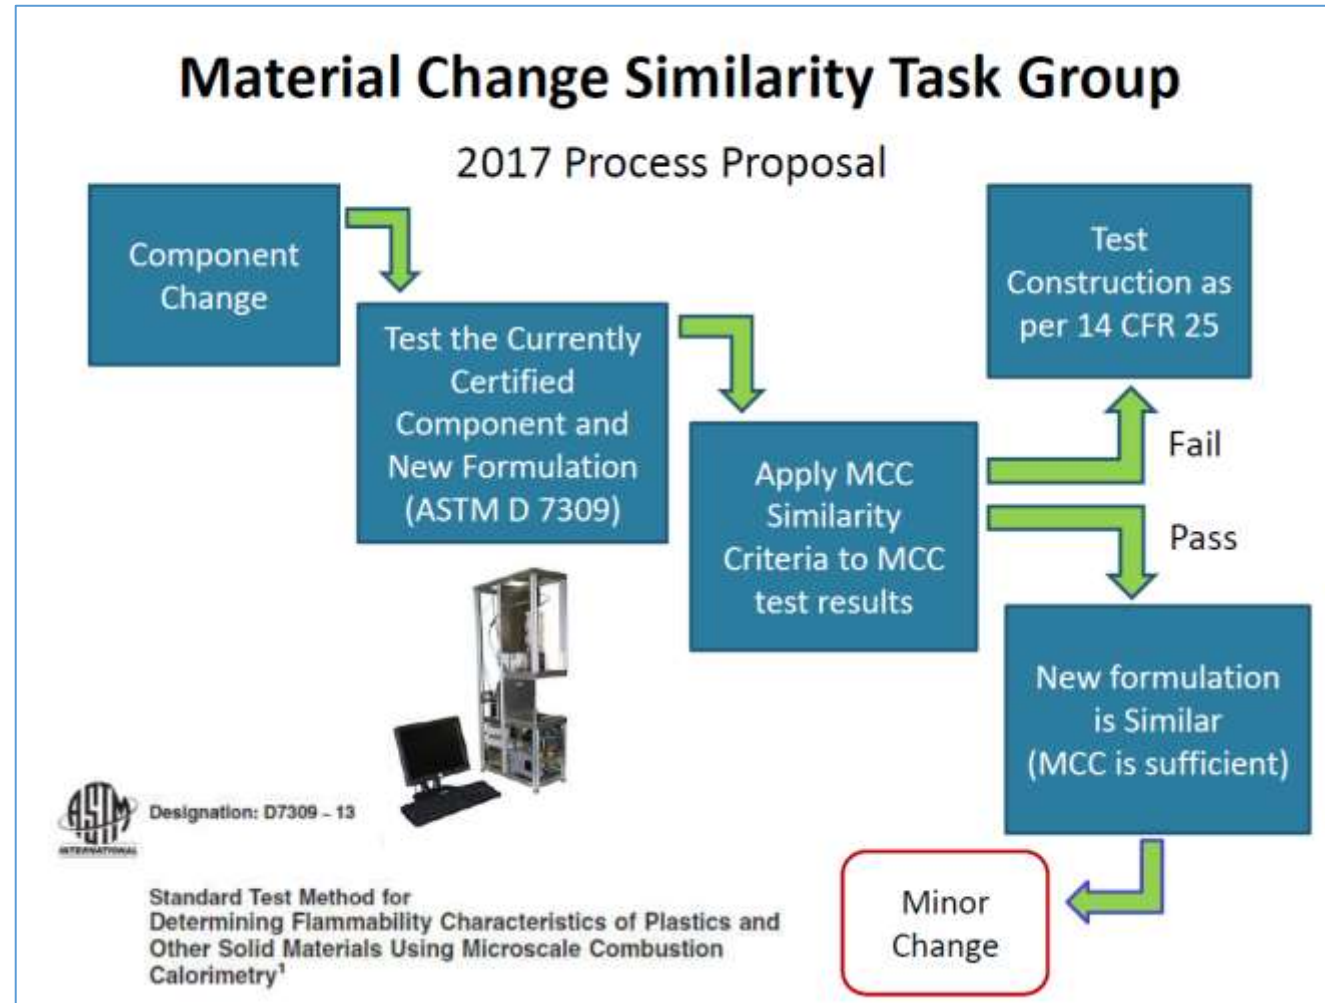 Material Change Similarity Task Group
2017 Process Proposal
Component
Change
Test the Currently
Certified
Component and
New Formulation
(ASTM D 7309)
Apply MCC
Similarity
Criteria to MCC
test results
Test
Construction as
per 14 CFR 25
Fail
Pass
New formulation
is Similar
(MCC is sufficient)
Minor
Change
ASTM
INTERNATIONAL
Designation: D7309 – 13
Standard Test Method for
Determining Flammability Characteristics of Plastics and
Other Solid Materials Using Microscale Combustion
Calorimetry¹